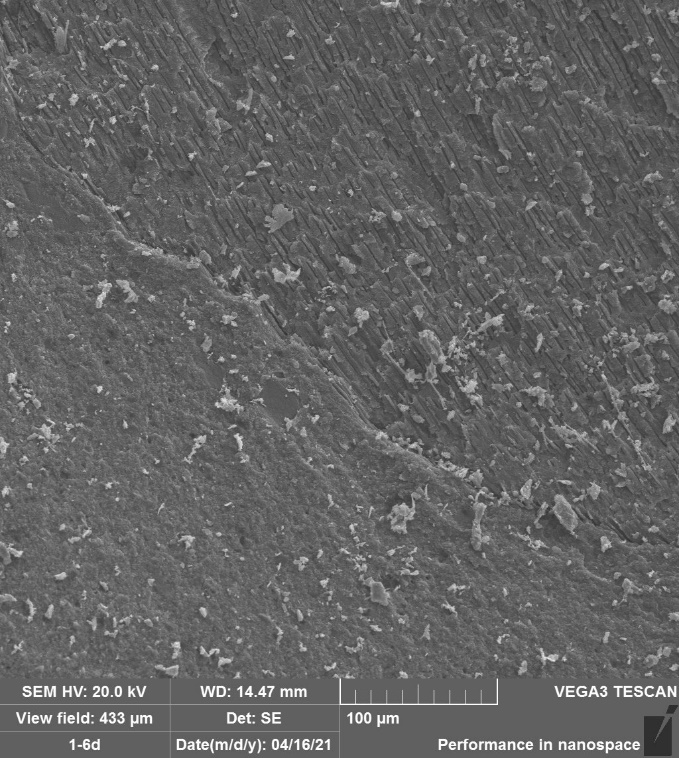 SEM HV: 20.0 kV WD: 14.47 mm VEGA3 TESCAN
View field: 433 µm Det: SE 100 µm
1-6d Date(m/d/y): 04/16/21 Performance in nanospace